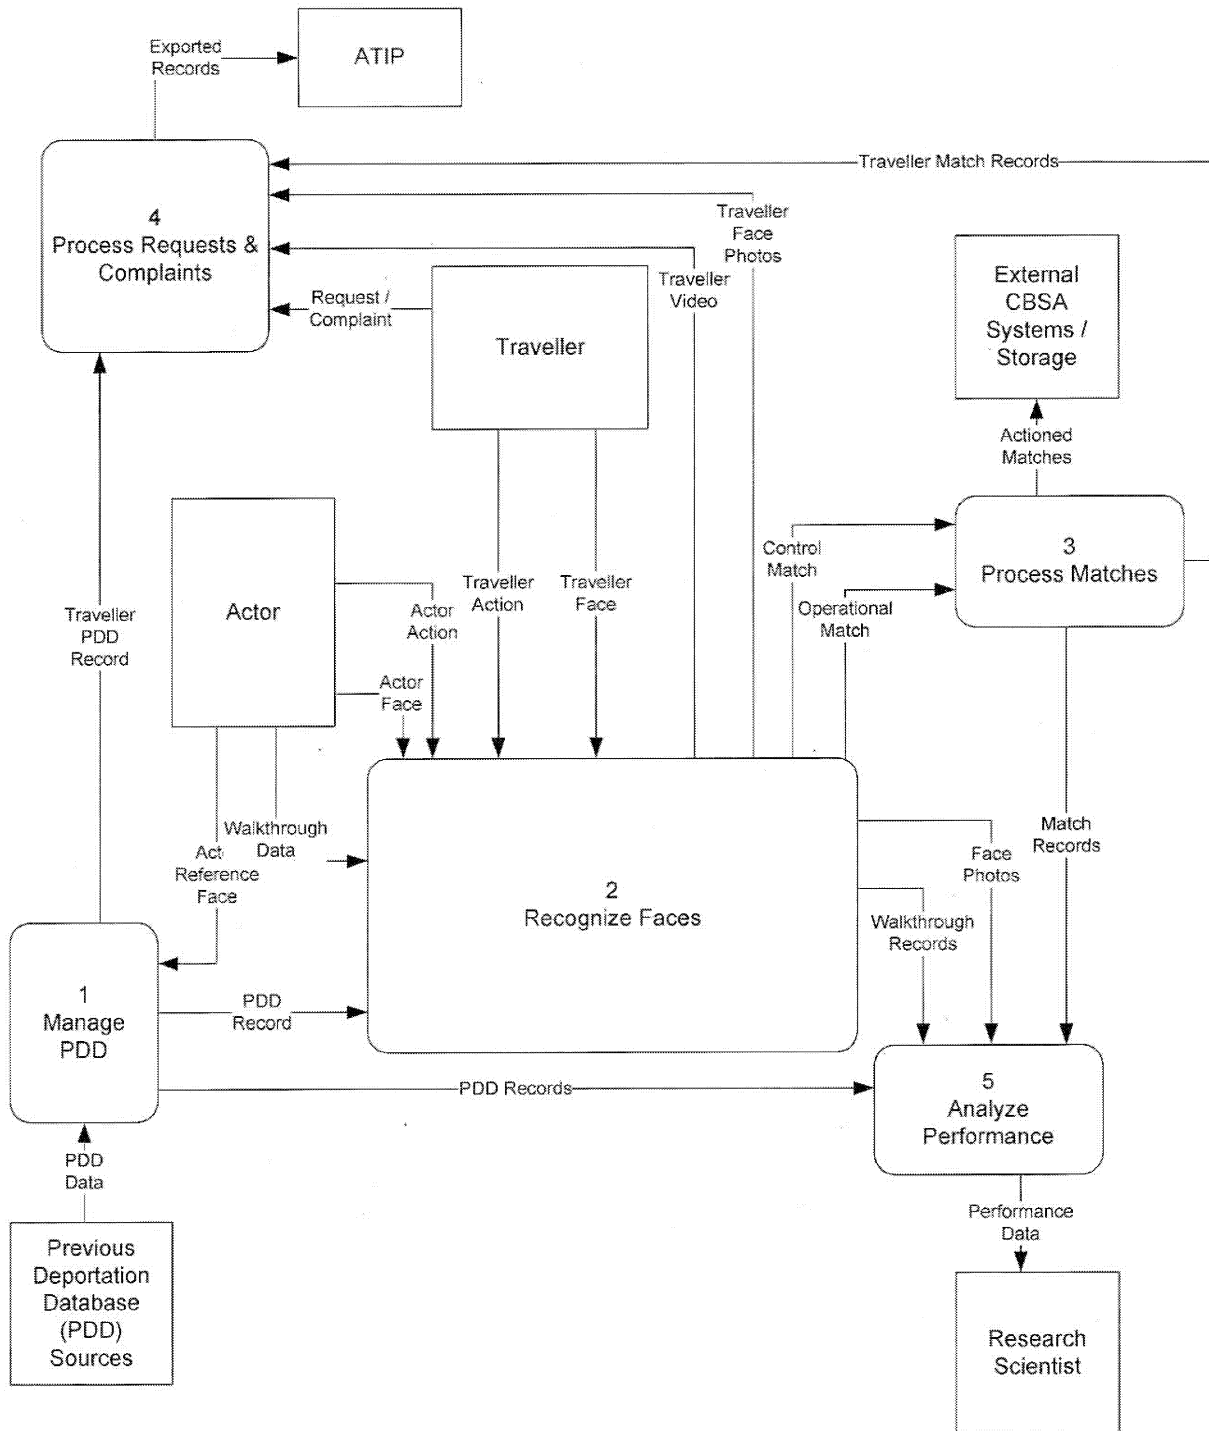 Exported
Records
ATIP
Traveller Match Records
4
Process Requests &
Complaints
Traveller
Face
Photos
Traveller
Video
Request /
Complaint
Traveller
External
CBSA
Systems /
Storage
Actioned
Matches
3
Process Matches
Control
Match
Operational
Match
Traveller
Action
Traveller
Face
Actor
Actor
Action
Actor
Face
Traveller
PDD
Record
Walkthrough
Data
Act
Reference
Face
2
Recognize Faces
Match
Records
Face
Photos
Walkthrough
Records
1
Manage
PDD
PDD
Record
PDD Records
5
Analyze
Performance
PDD
Data
Performance
Data
Previous
Deportation
Database
(PDD)
Sources
Research
Scientist